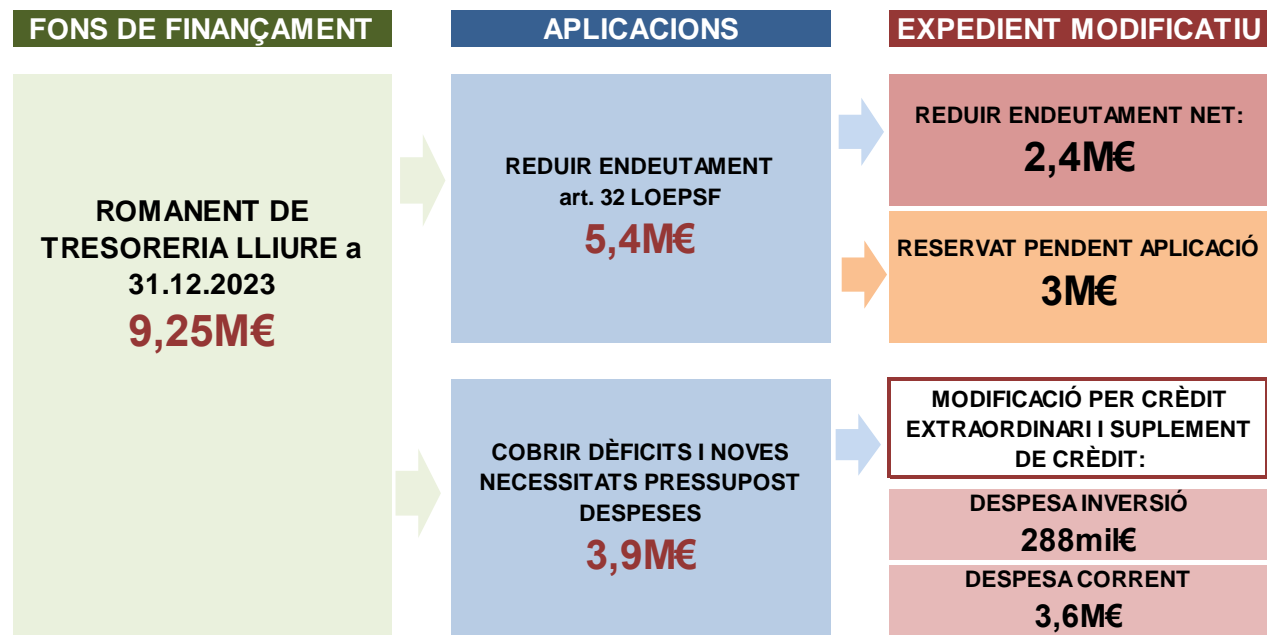 FONS DE FINANÇAMENT
APLICACIONS
EXPEDIENT MODIFICATIU
ROMANENT DE
TRESORERIA LLIURE a
31.12.2023
9,25M€
REDUIR ENDEUTAMENT
art. 32 LOEPSF
5,4M€
REDUIR ENDEUTAMENT NET:
2,4M€
RESERVAT PENDENT APLICACIÓ
3M€
COBRIR DÈFICITS I NOVES
NECESSITATS PRESSUPOST
DESPESES
3,9M€
MODIFICACIÓ PER CRÈDIT
EXTRAORDINARI I SUPLEMENT
DE CRÈDIT:
DESPESA INVERSIÓ
288mil€
DESPESA CORRENT
3,6M€